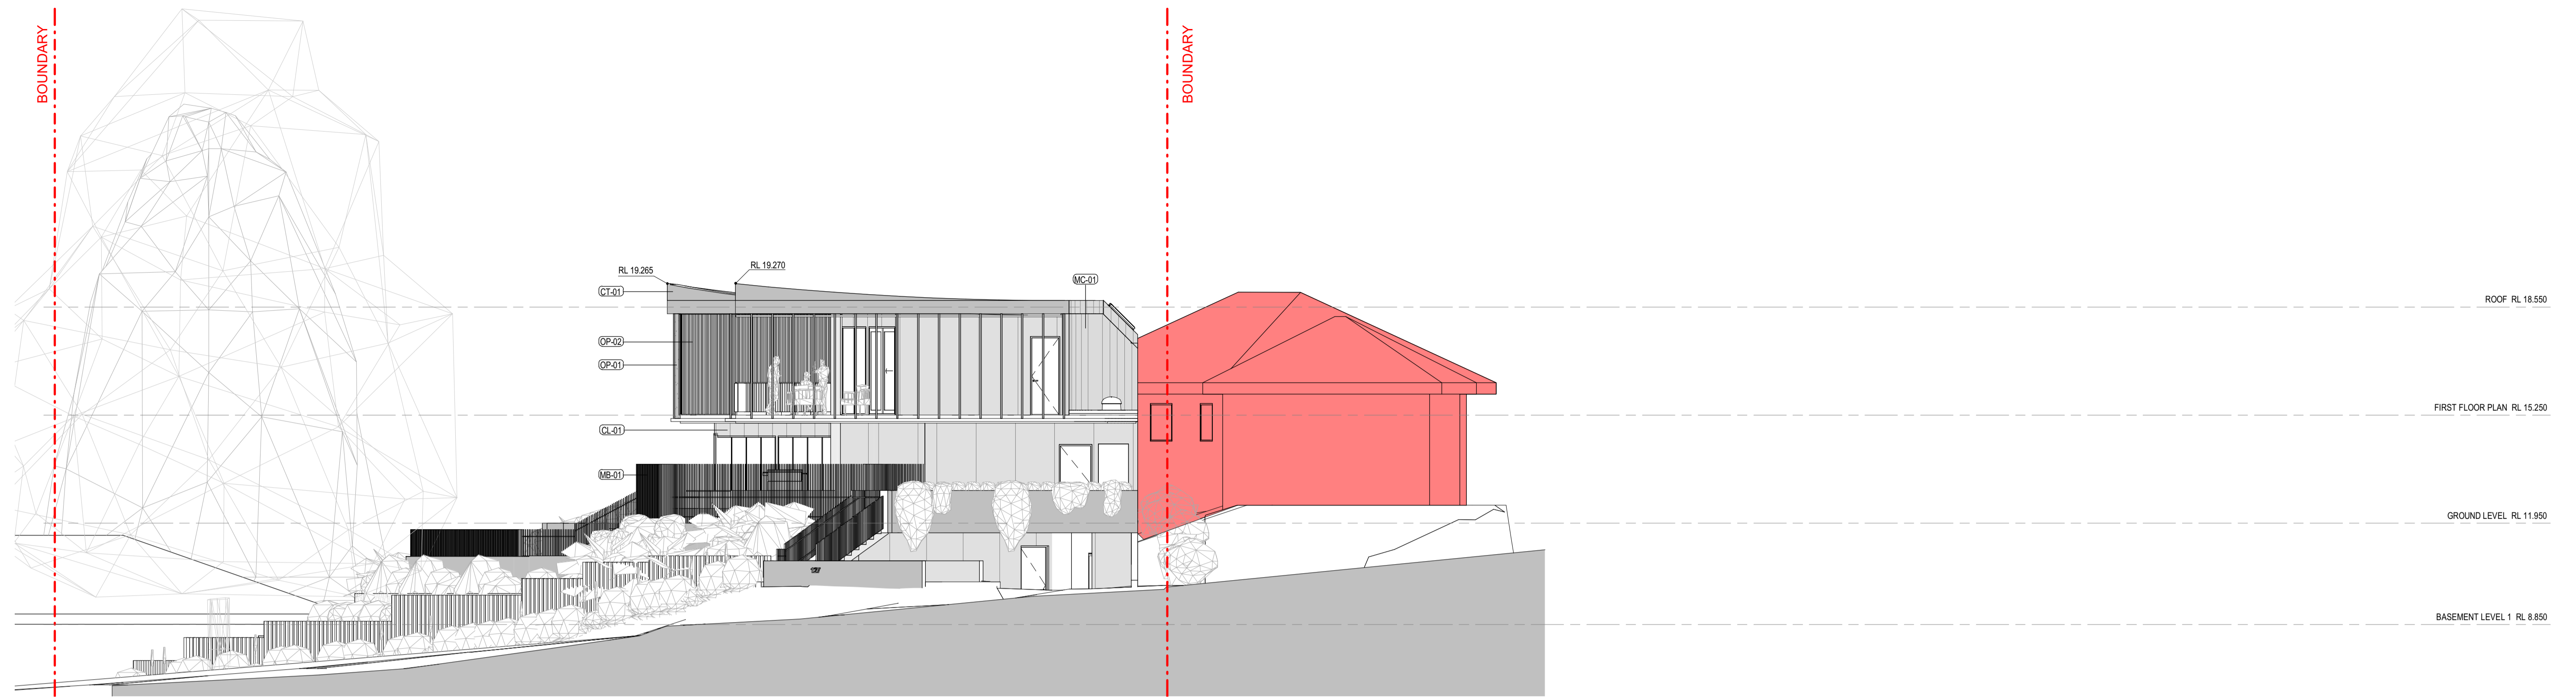 BOUNDARY
BOUNDARY
RL 19.265
RL 19.270
CT-01
MC-01
ROOF RL 18.550
OP-02
OP-01
FIRST FLOOR PLAN RL 15.250
CL-01
MB-01
GROUND LEVEL RL 11.950
BASEMENT LEVEL 1 RL 8.850